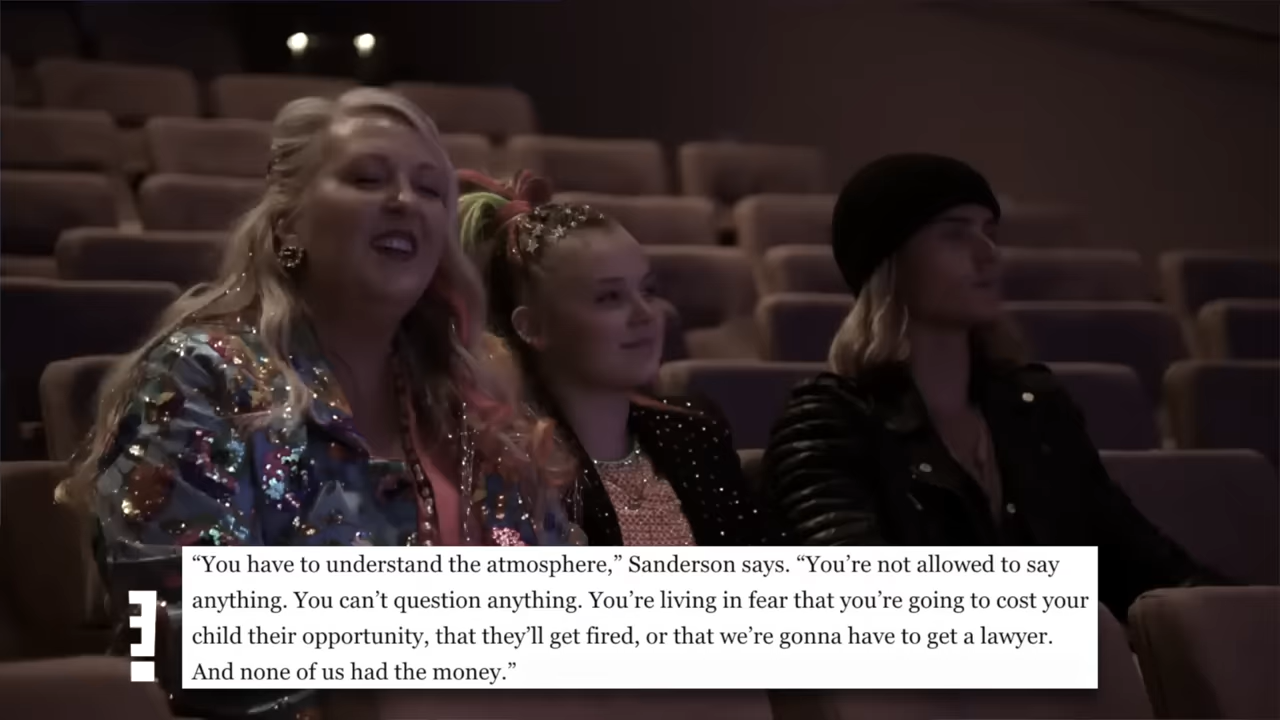 “You have to understand the atmosphere,” Sanderson says. “You’re not allowed to say
anything. You can’t question anything. You’re living in fear that you’re going to cost your
child their opportunity, that they’ll get fired, or that we’re gonna have to get a lawyer.
And none of us had the money.”